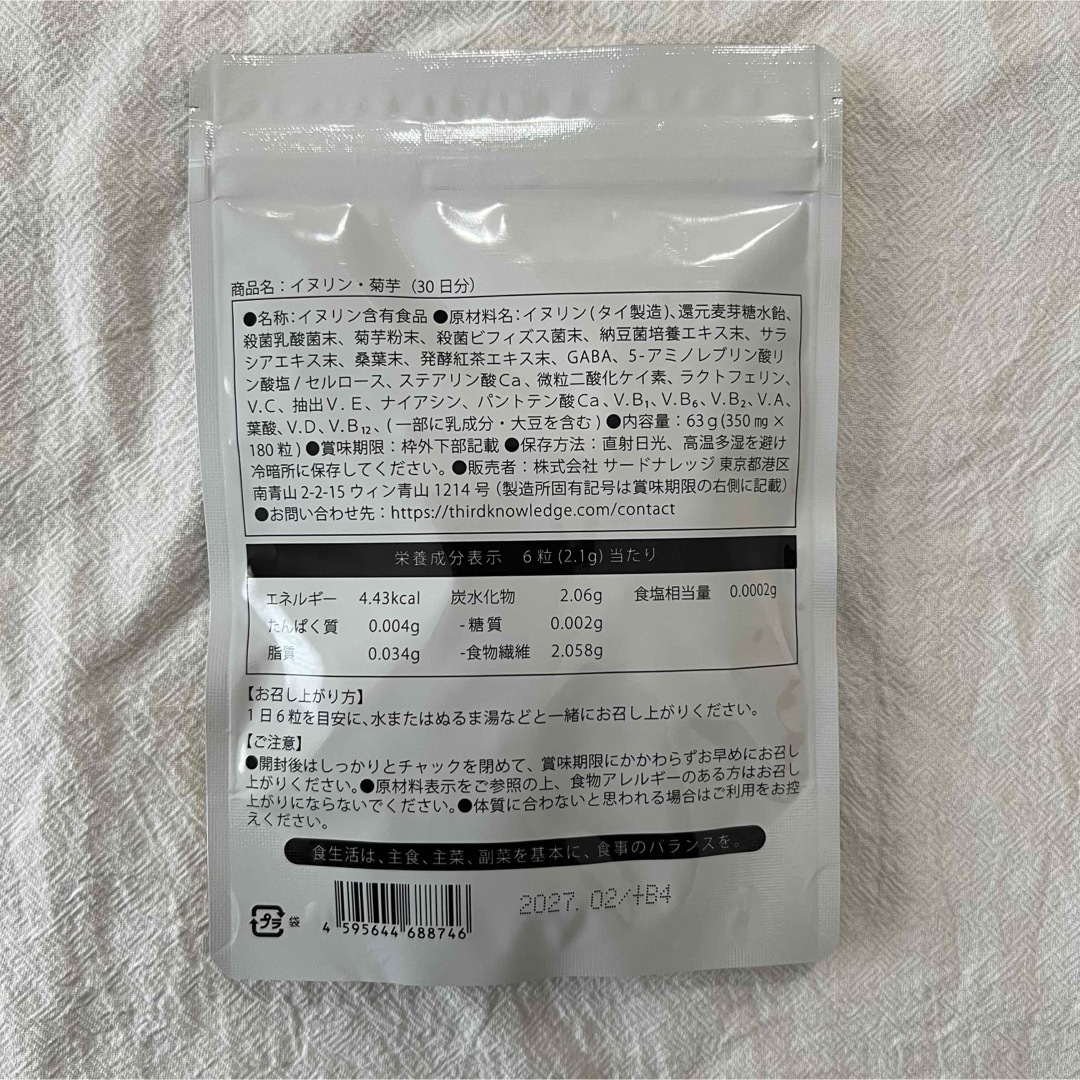 商品名：イヌリン・菊芋（30日分）
●名称：イヌリン含有食品 ●原材料名：イヌリン(タイ製造)、還元麦芽糖水飴、
殺菌乳酸菌末、菊芋粉末、殺菌ビフィズス菌末、納豆菌培養エキス末、サラ
シアエキス末、桑葉末、発酵紅茶エキス末、GABA、5-アミノレブリン酸リ
ン酸塩/セルロース、ステアリン酸Ca、微粒二酸化ケイ素、ラクトフェリン、
V.C、抽出V.E、ナイアシン、パントテン酸Ca、V.B₁、V.B₆、V.B₂、V.A、
葉酸、V.D、V.B₁₂、(一部に乳成分・大豆を含む) ●内容量：63g(350㎎×
180粒) ●賞味期限：枠外下部記載 ●保存方法：直射日光、高温多湿を避け
冷暗所に保存してください。●販売者：株式会社 サードナレッジ 東京都港区
南青山 2-2-15 ウィン青山 1214号（製造所固有記号は賞味期限の右側に記載）
●お問い合わせ先：https://thirdknowledge.com/contact
栄養成分表示 6粒(2.1g)当たり
エネルギー 4.43kcal 炭水化物 2.06g 食塩相当量 0.0002g
たんぱく質 0.004g -糖質 0.002g
脂質 0.034g -食物繊維 2.058g
【お召し上がり方】
1日6粒を目安に、水またはぬるま湯などと一緒にお召し上がりください。
【ご注意】
●開封後はしっかりとチャックを閉めて、賞味期限にかかわらずお早めにお召し
上がりください。●原材料表示をご参照の上、食物アレルギーのある方はお召し
上がりにならないでください。●体質に合わないと思われる場合はご利用をお控
えください。
食生活は、主食、主菜、副菜を基本に、食事のバランスを。
2027.02/+B4
プラ 袋
4 595644 688746